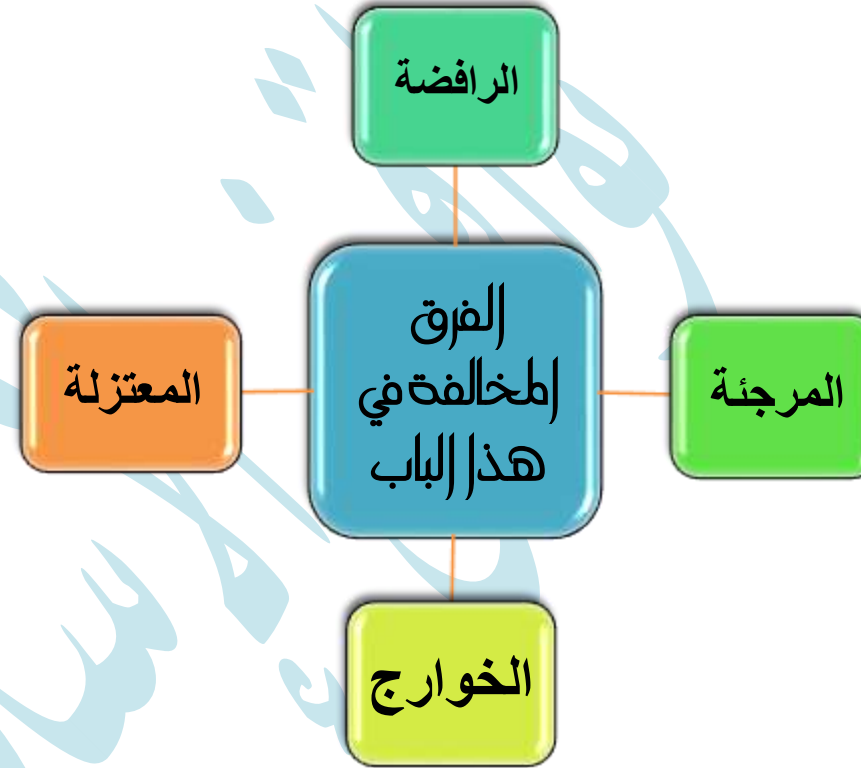 الرافضة
الفرق
المخالفة في
هذا الباب
المرجئة
المعتزلة
الخوارج